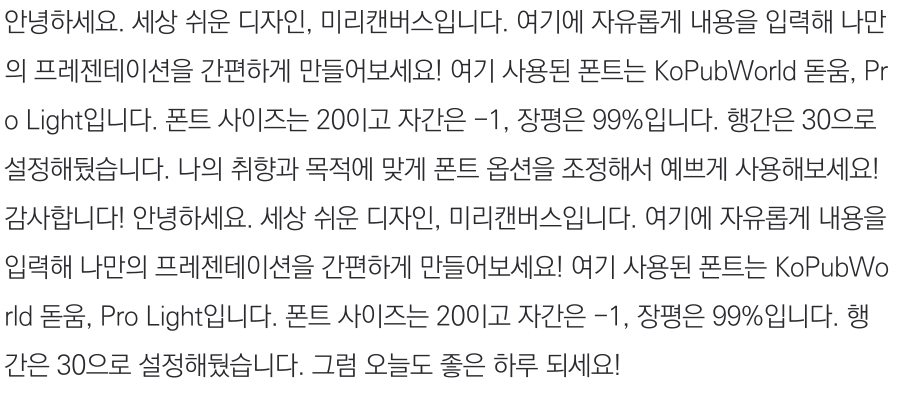 안녕하세요. 세상 쉬운 디자인, 미리캔버스입니다. 여기에 자유롭게 내용을 입력해 나만
의 프레젠테이션을 간편하게 만들어보세요! 여기 사용된 폰트는 KoPubWorld 돋움, Pr
o Light입니다. 폰트 사이즈는 20이고 자간은 -1, 장평은 99%입니다. 행간은 30으로
설정해뒀습니다. 나의 취향과 목적에 맞게 폰트 옵션을 조정해서 예쁘게 사용해보세요!
감사합니다! 안녕하세요. 세상 쉬운 디자인, 미리캔버스입니다. 여기에 자유롭게 내용을
입력해 나만의 프레젠테이션을 간편하게 만들어보세요! 여기 사용된 폰트는 KoPubWo
rld 돋움, Pro Light입니다. 폰트 사이즈는 20이고 자간은 -1, 장평은 99%입니다. 행
간은 30으로 설정해뒀습니다. 그럼 오늘도 좋은 하루 되세요!